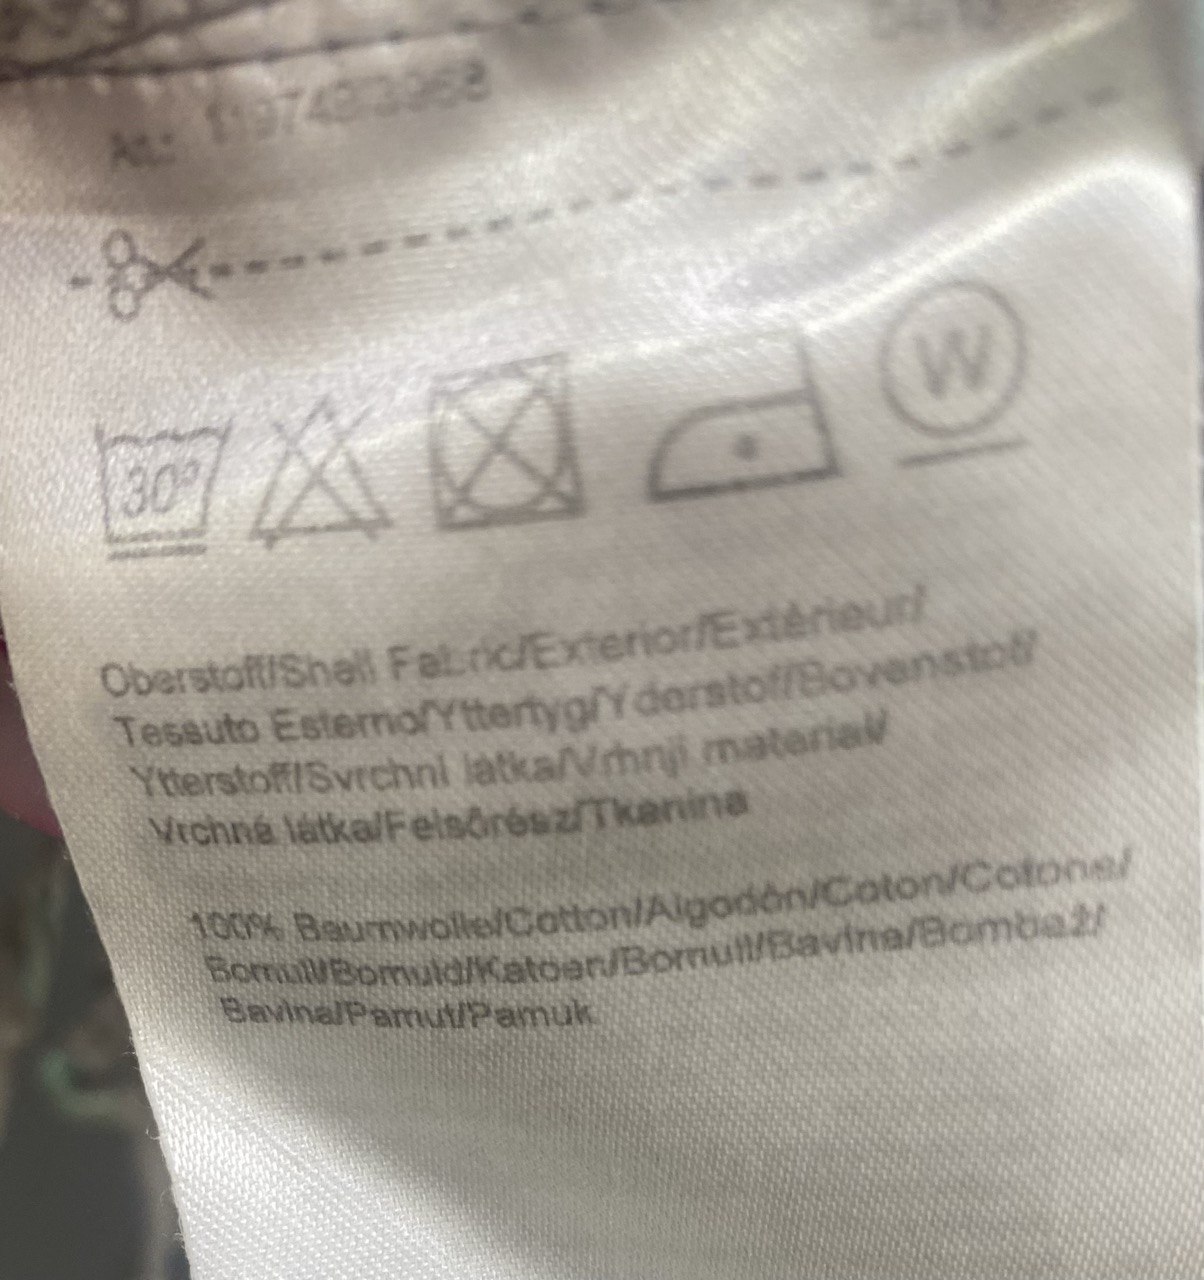 Art.:
30°
W
Oberstoff/Shell Fabric/Exterior/Extérieur/
Tessuto Esterno/Yttertyg/Yderstof/Bovenstof/
Ytterstoff/Svrchní látka/Vrhnji material/
Vrchná látka/Felsőrész/Tkanina
100% Baumwolle/Cotton/Algodón/Coton/Cotone/
Bomull/Bomuld/Katoen/Bomull/Bavlna/Bombaž/
Bavlna/Pamut/Pamuk